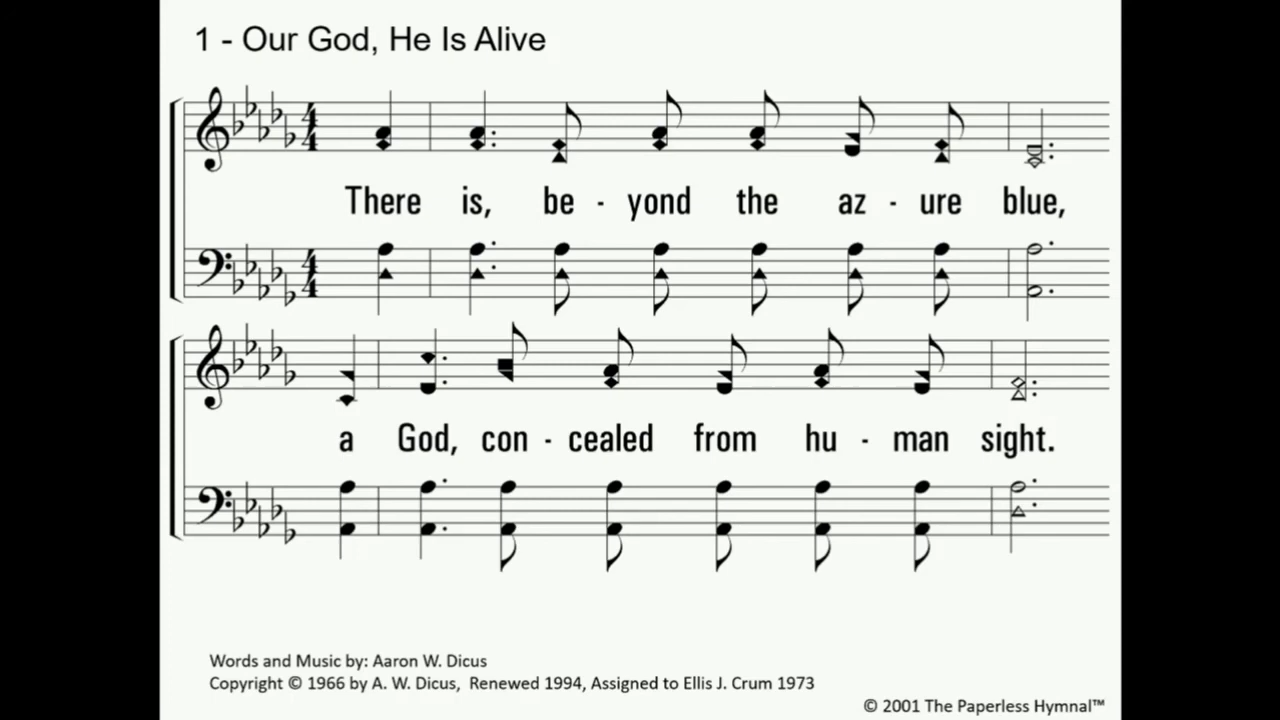 1 - Our God, He Is Alive
There is, be - yond the az - ure blue,
a God, con - cealed from hu - man sight.
Words and Music by: Aaron W. Dicus
Copyright © 1966 by A. W. Dicus, Renewed 1994, Assigned to Ellis J. Crum 1973
© 2001 The Paperless Hymnal™